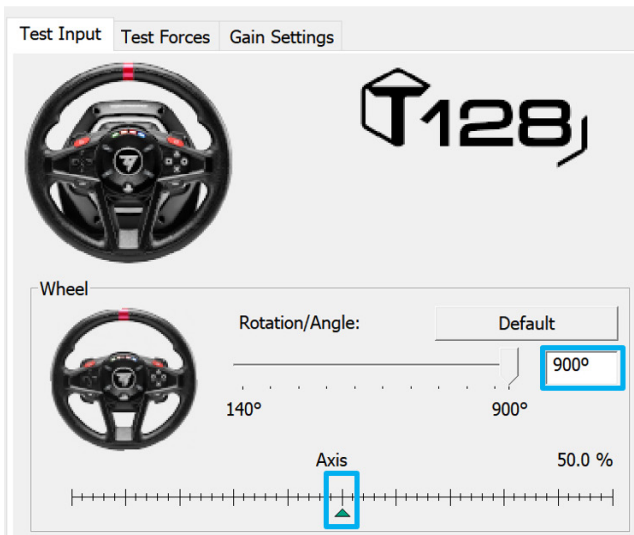 Test Input
Test Forces
Gain Settings
T128
Wheel
Rotation/Angle:
Default
900°
140°
900°
Axis
50.0 %